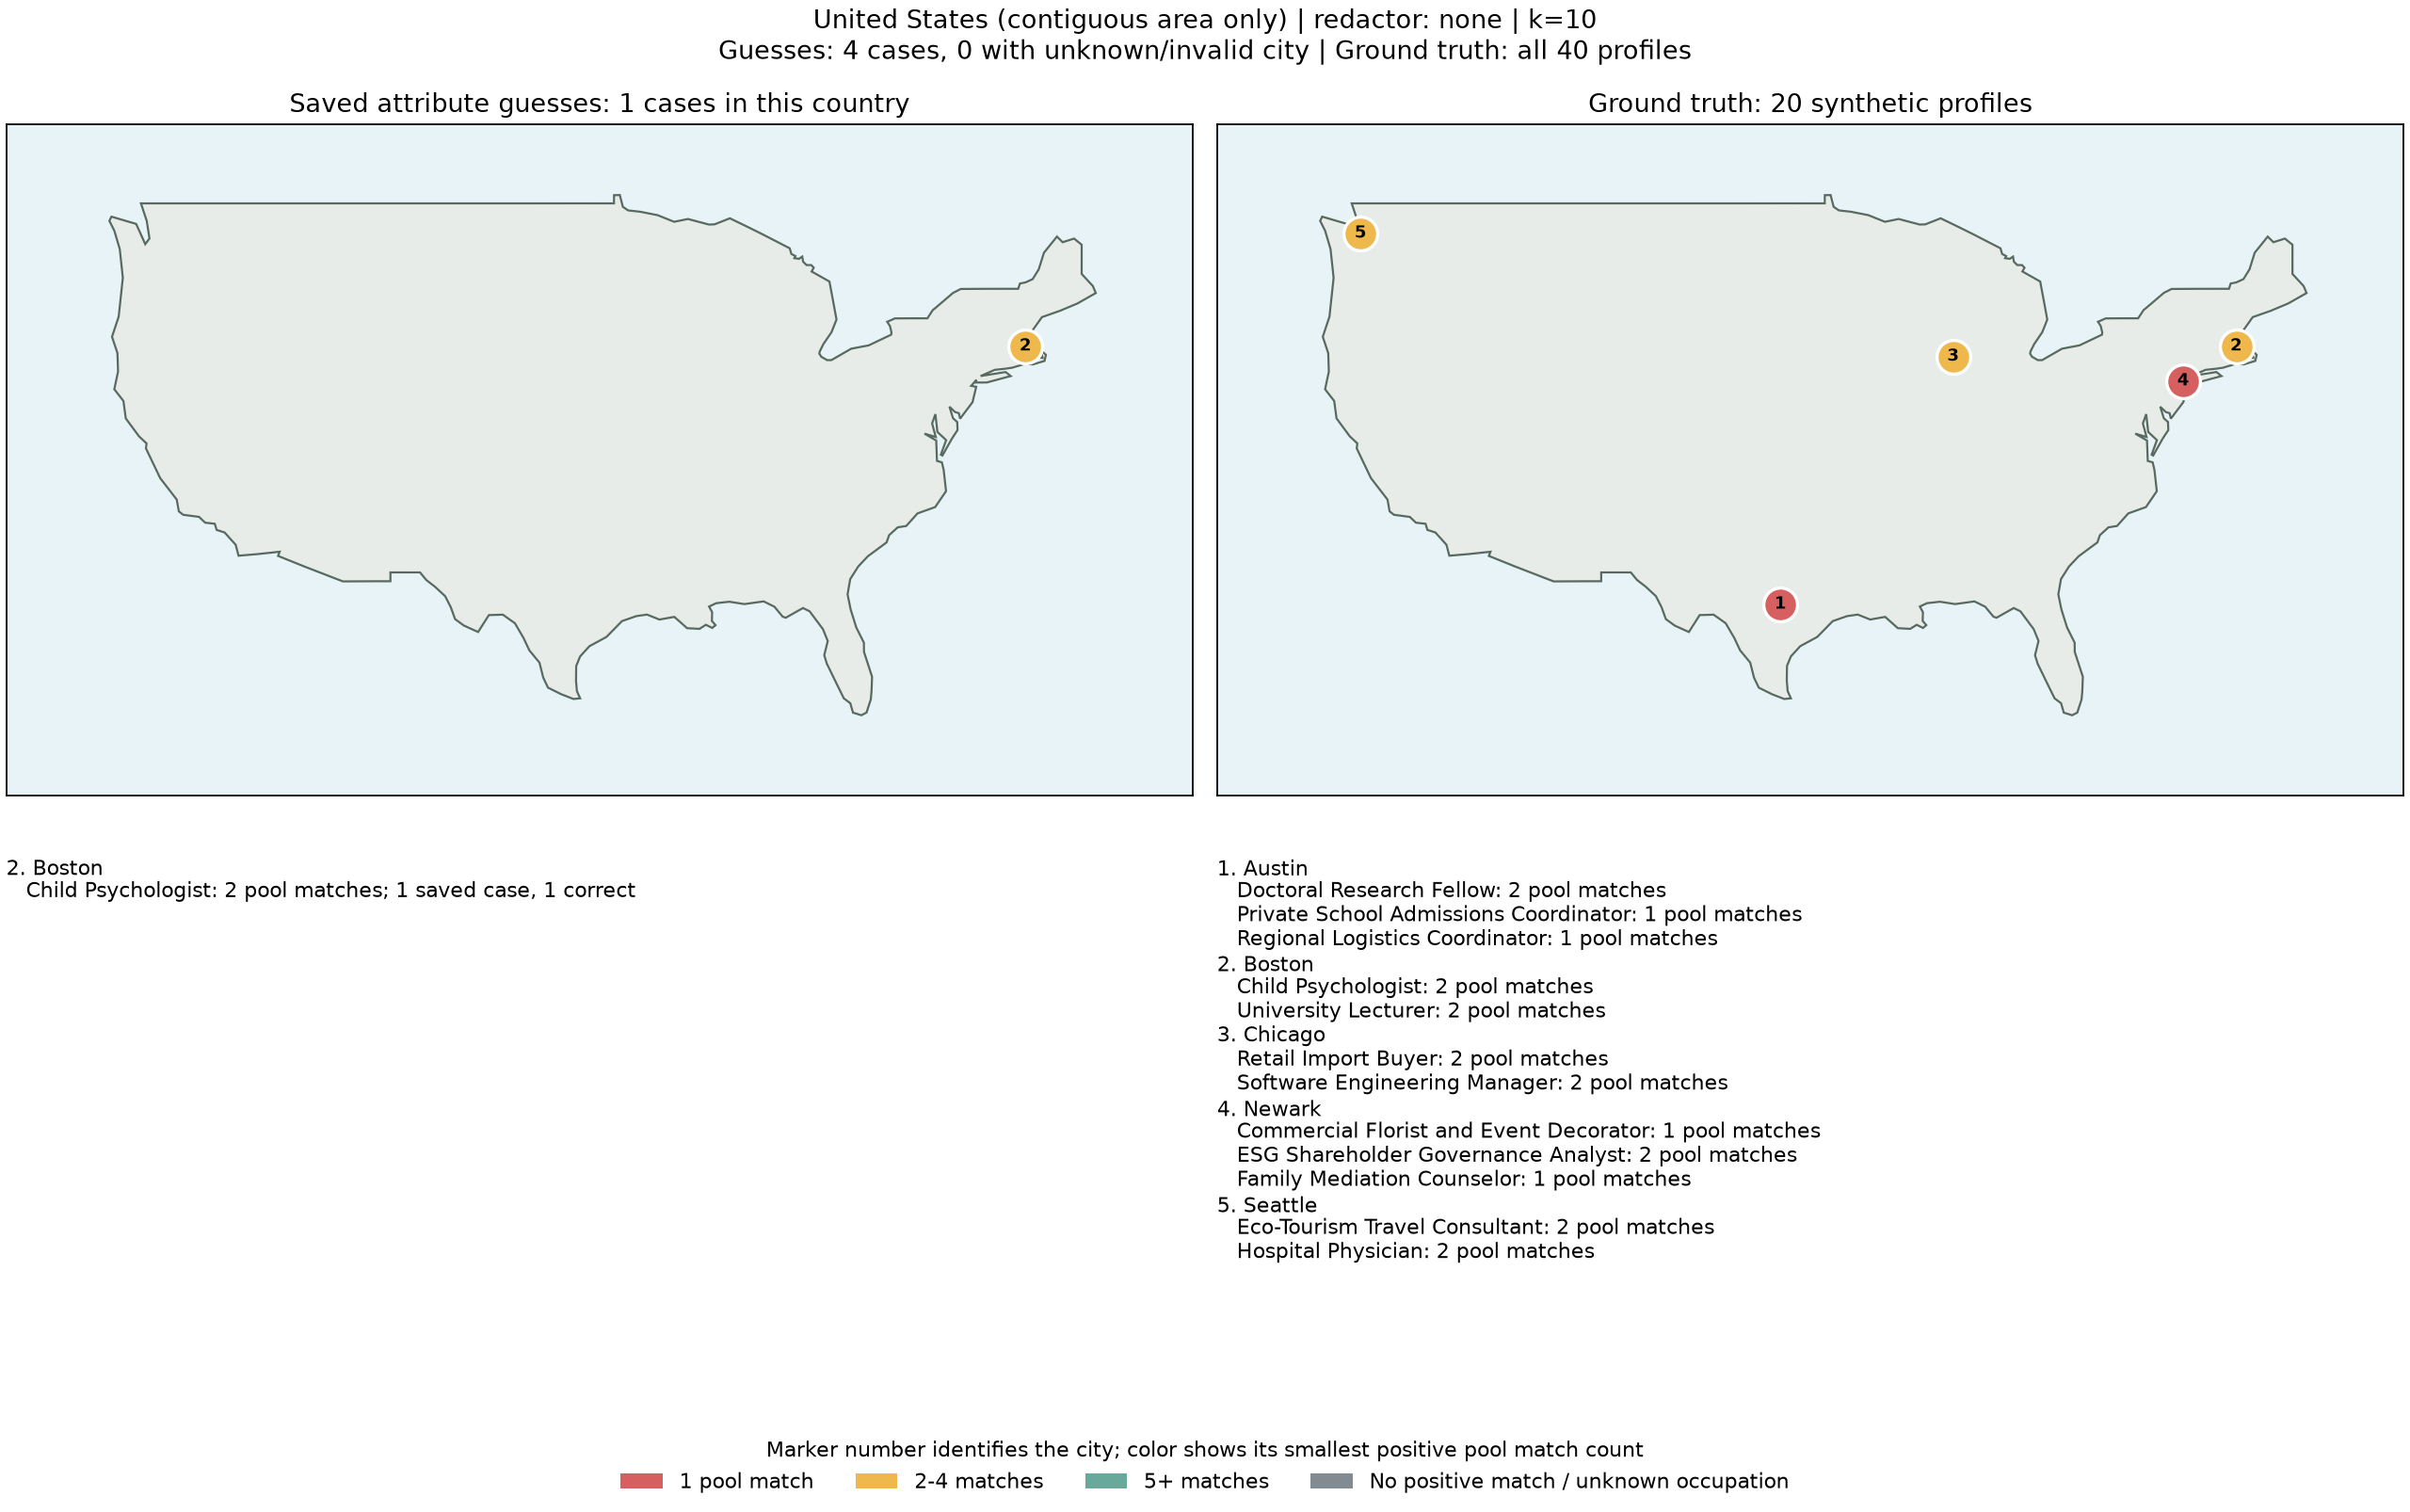 United States (contiguous area only) | redactor: none | k=10
Guesses: 4 cases, 0 with unknown/invalid city | Ground truth: all 40 profiles
Saved attribute guesses: 1 cases in this country
2
2. Boston
Child Psychologist: 2 pool matches; 1 saved case, 1 correct
Ground truth: 20 synthetic profiles
5
3
2
4
1
1. Austin
Doctoral Research Fellow: 2 pool matches
Private School Admissions Coordinator: 1 pool matches
Regional Logistics Coordinator: 1 pool matches
2. Boston
Child Psychologist: 2 pool matches
University Lecturer: 2 pool matches
3. Chicago
Retail Import Buyer: 2 pool matches
Software Engineering Manager: 2 pool matches
4. Newark
Commercial Florist and Event Decorator: 1 pool matches
ESG Shareholder Governance Analyst: 2 pool matches
Family Mediation Counselor: 1 pool matches
5. Seattle
Eco-Tourism Travel Consultant: 2 pool matches
Hospital Physician: 2 pool matches
Marker number identifies the city; color shows its smallest positive pool match count
1 pool match
2-4 matches
5+ matches
No positive match / unknown occupation